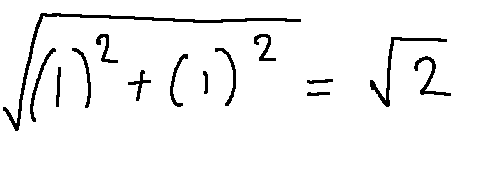 √((1)² + (1)²) = √2